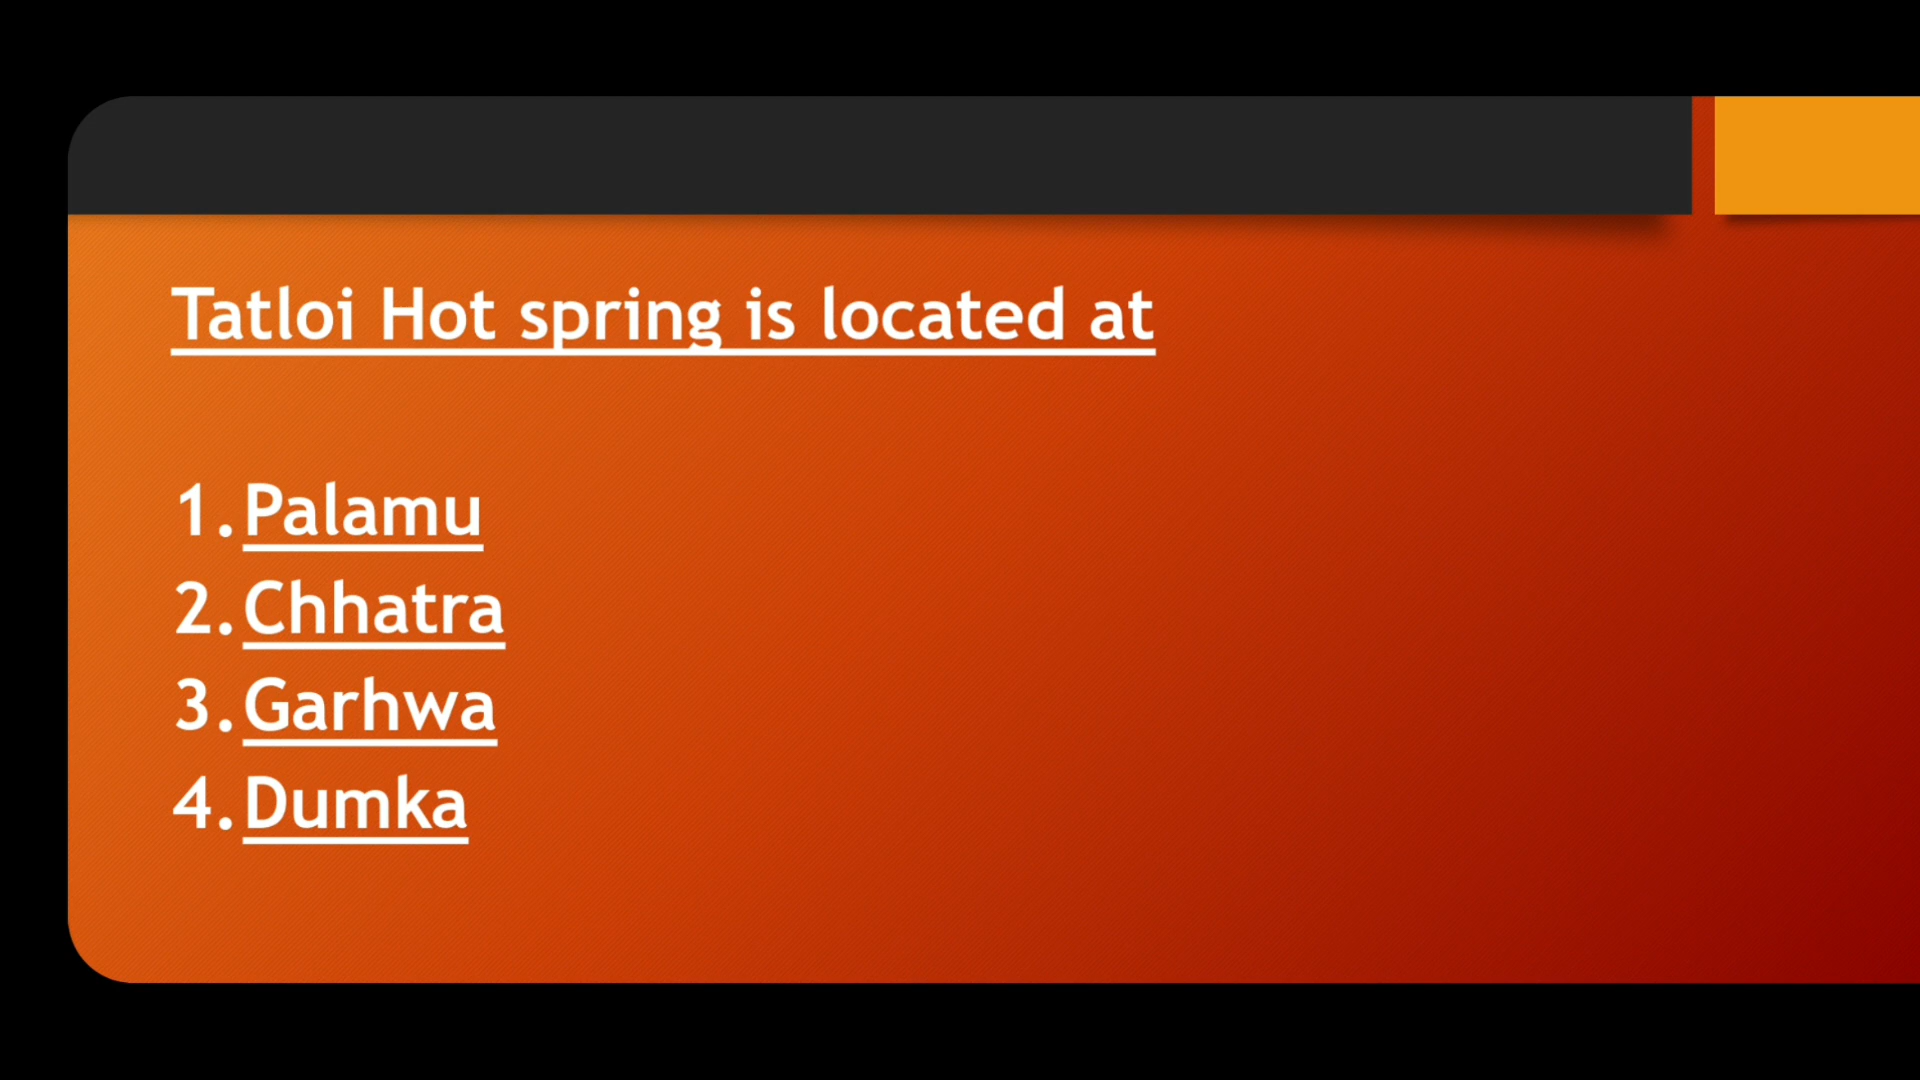 Tatloi Hot spring is located at
1. Palamu
2. Chhatra
3. Garhwa
4. Dumka